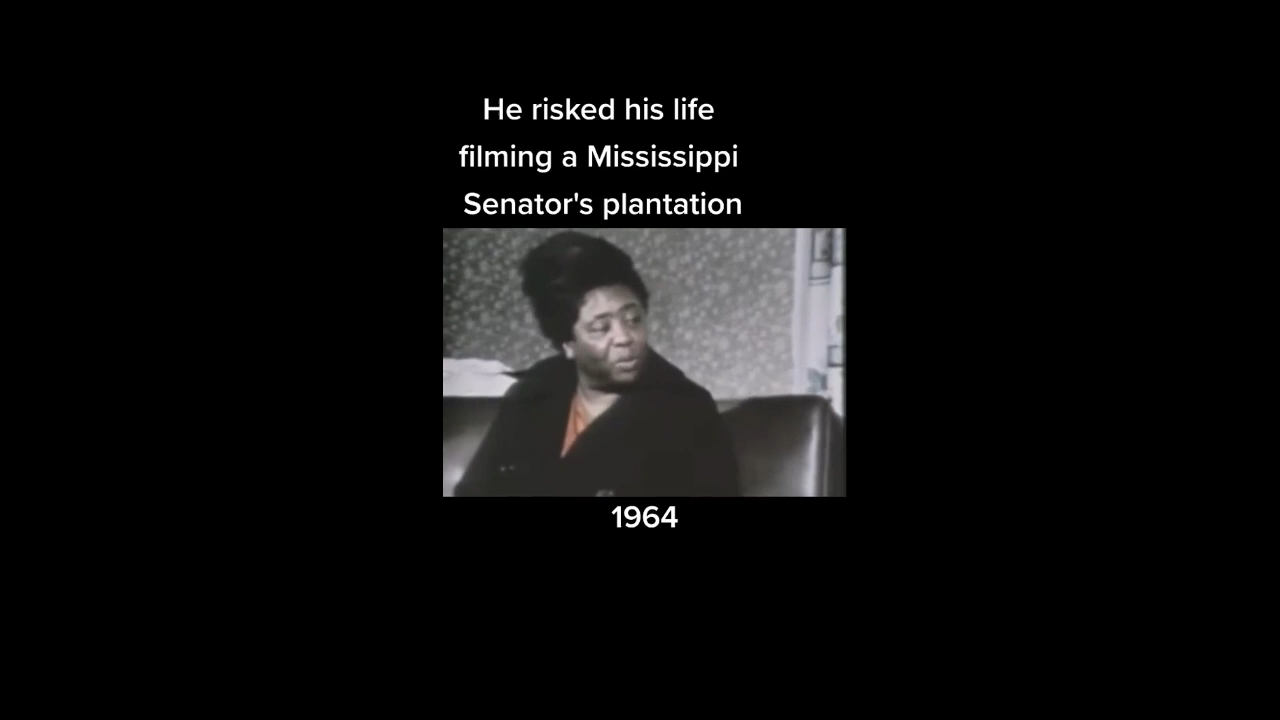 He risked his life
filming a Mississippi
Senator's plantation
1964